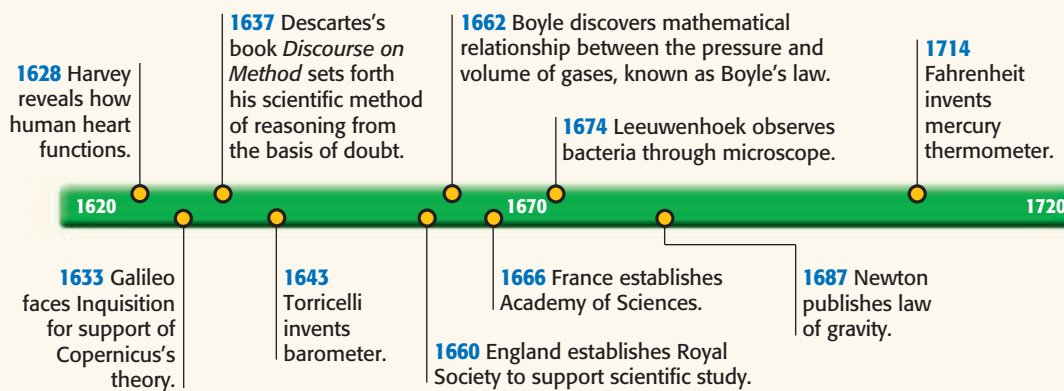 1628 Harvey
reveals how
human heart
functions.
1637 Descartes's
book Discourse on
Method sets forth
his scientific method
of reasoning from
the basis of doubt.
1662 Boyle discovers mathematical
relationship between the pressure and
volume of gases, known as Boyle's law.
1674 Leeuwenhoek observes
bacteria through microscope.
1714
Fahrenheit
invents
mercury
thermometer.
1620
1670
1720
1633 Galileo
faces Inquisition
for support of
Copernicus's
theory.
1643
Torricelli
invents
barometer.
1660 England establishes Royal
Society to support scientific study.
1666 France establishes
Academy of Sciences.
1687 Newton
publishes law
of gravity.